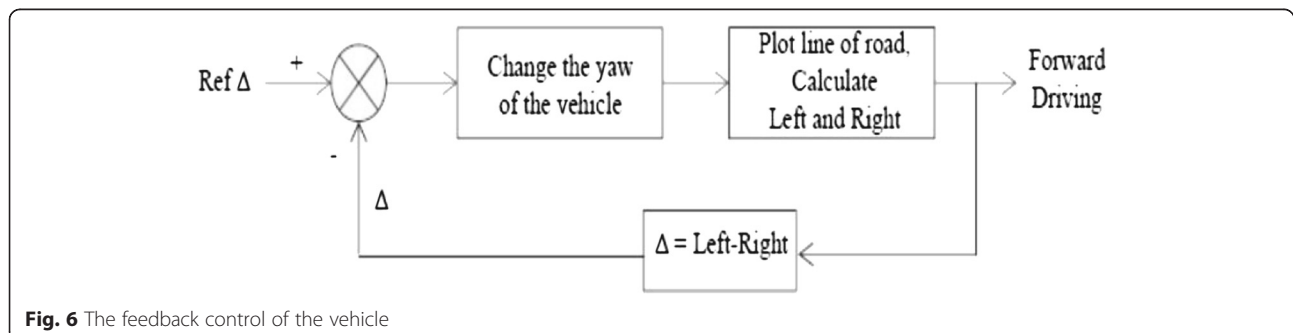 Ref Δ
+
-
Change the yaw
of the vehicle
Plot line of road,
Calculate
Left and Right
Forward
Driving
Δ
Δ = Left-Right
Fig. 6 The feedback control of the vehicle